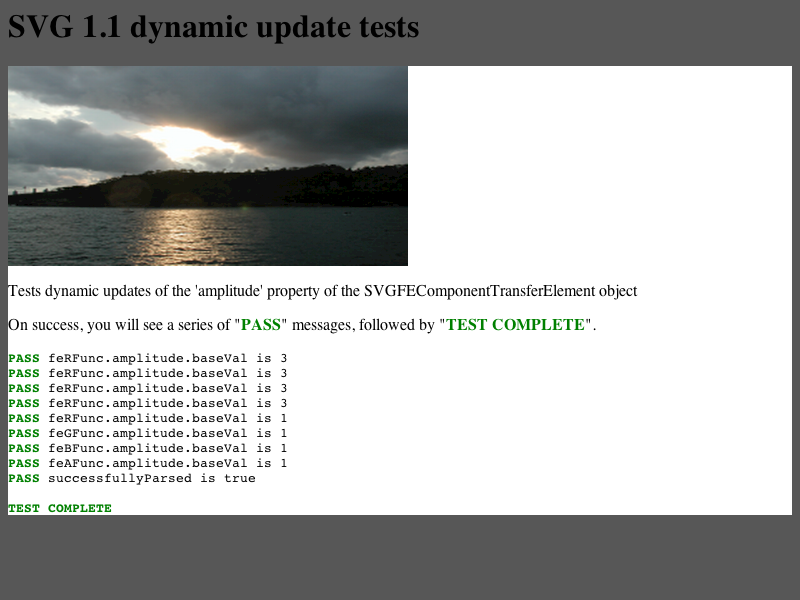 SVG 1.1 dynamic update tests
Tests dynamic updates of the 'amplitude' property of the SVGFEComponentTransferElement object
On success, you will see a series of "PASS" messages, followed by "TEST COMPLETE".
PASS feRFunc.amplitude.baseVal is 3
PASS feRFunc.amplitude.baseVal is 3
PASS feRFunc.amplitude.baseVal is 3
PASS feRFunc.amplitude.baseVal is 3
PASS feRFunc.amplitude.baseVal is 1
PASS feGFunc.amplitude.baseVal is 1
PASS feBFunc.amplitude.baseVal is 1
PASS feAFunc.amplitude.baseVal is 1
PASS successfullyParsed is true
TEST COMPLETE